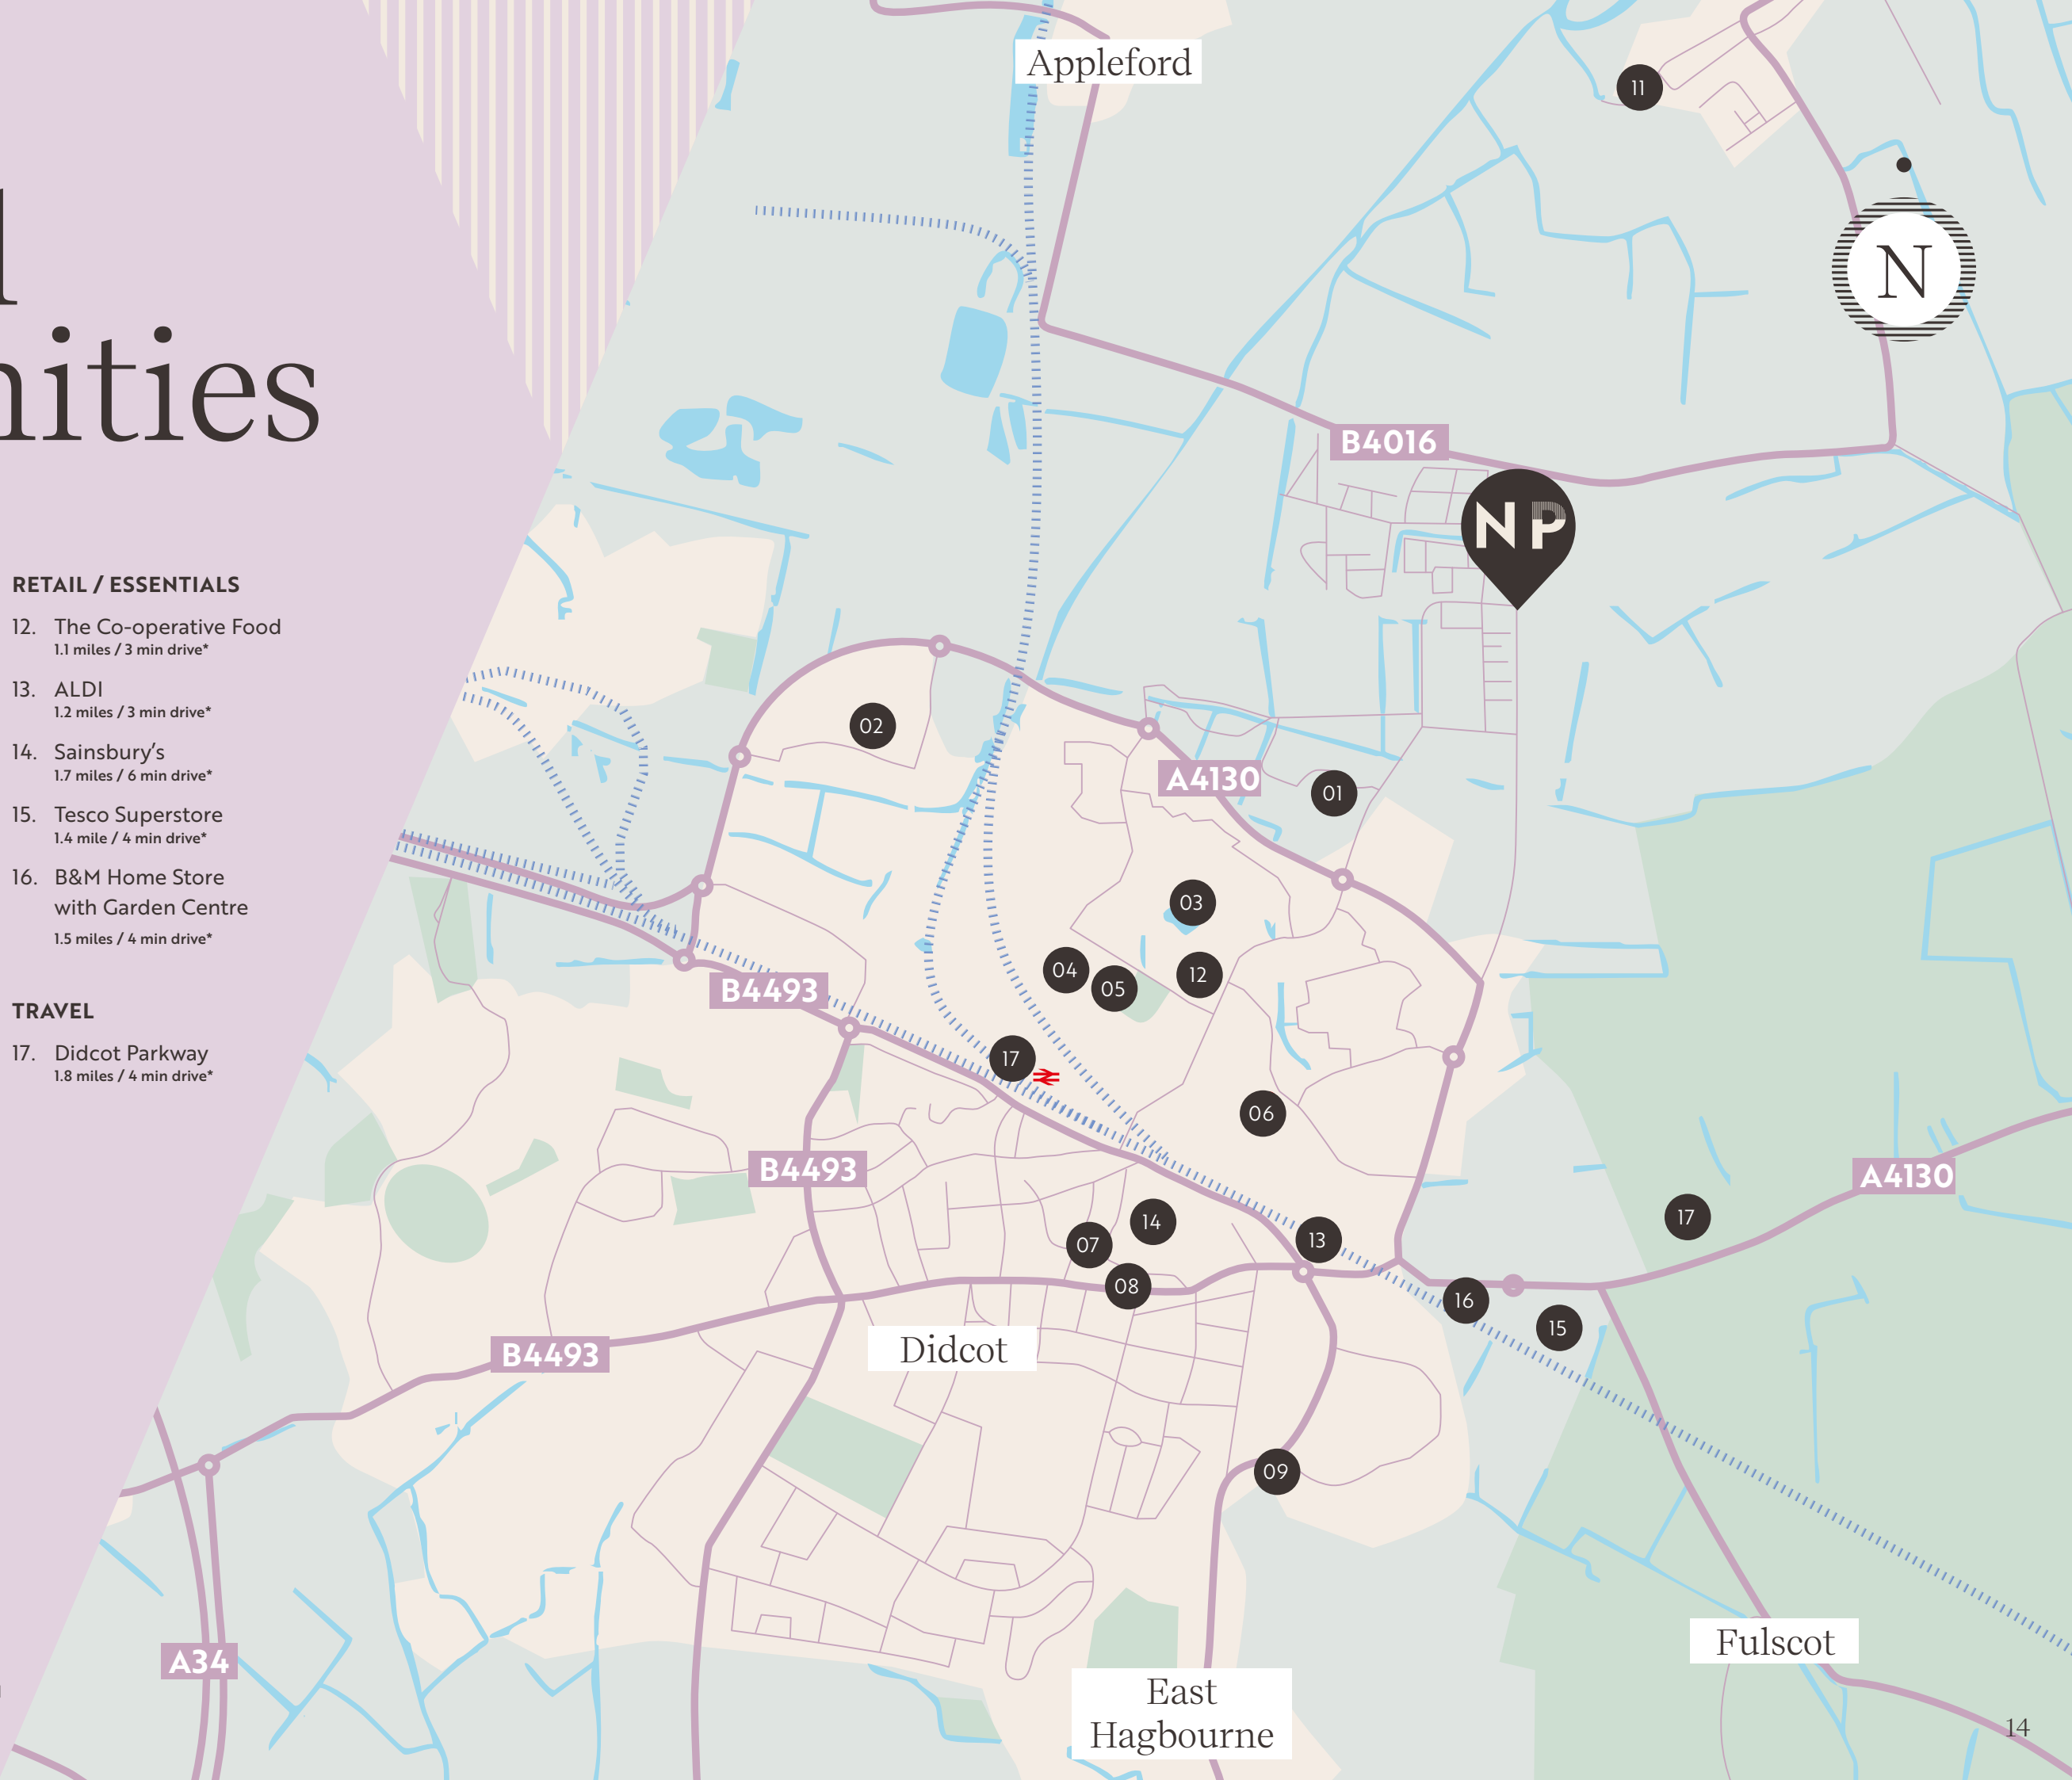 nities
RETAIL / ESSENTIALS
12. The Co-operative Food
1.1 miles / 3 min drive*
13. ALDI
1.2 miles / 3 min drive*
14. Sainsbury's
1.7 miles / 6 min drive*
15. Tesco Superstore
1.4 mile / 4 min drive*
16. B&M Home Store
with Garden Centre
1.5 miles / 4 min drive*
TRAVEL
17. Didcot Parkway
1.8 miles / 4 min drive*
Appleford
11
N
B4016
NP
02
A4130
01
03
04
05
12
B4493
17
06
B4493
A4130
14
17
07
13
08
16
15
Didcot
B4493
09
A34
Fulscot
East
Hagbourne
14